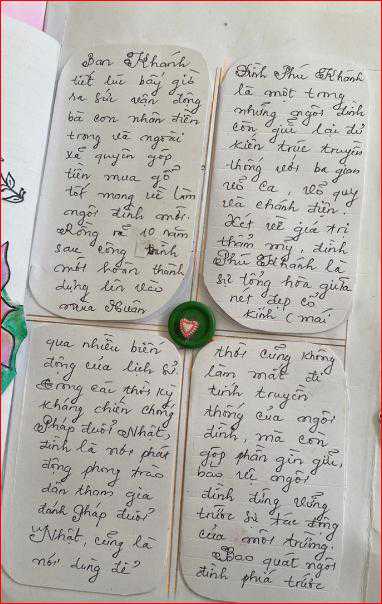 Ban Khánh
tiết lúc bấy giờ
ra sức vận động
bà con nhân dân
trong và ngoài
xã quyên góp
tiền mua gỗ
tốt mang về làm
ngôi đình mới.
Ròng rã 10 năm
sau công trình
mới hoàn thành
dựng lên vào
mùa Xuân
Đình Phú Khánh
là một trong
những ngôi đình
còn giữ lại đủ
kiến trúc truyền
thống với ba gian
võ ca, võ quy
và chánh điện.
Xét về giá trị
thẩm mỹ, đình
Phú Khánh là
sự tổng hòa giữa
nét đẹp cổ
kính (mái
qua nhiều biến
động của lịch sử
trong các thời kỳ
kháng chiến chống
Pháp đuổi Nhật,
đình là nơi phát
động phong trào
dân tham gia
đánh Pháp đuổi
Nhật, cũng là
nơi dùng để
thời cũng không
làm mất đi
tính truyền
thống của ngôi
đình, mà còn
góp phần gìn giữ,
bảo vệ ngôi
đình đứng vững
trước sự tác động
của môi trường.
Bao quát ngôi
đình phía trước